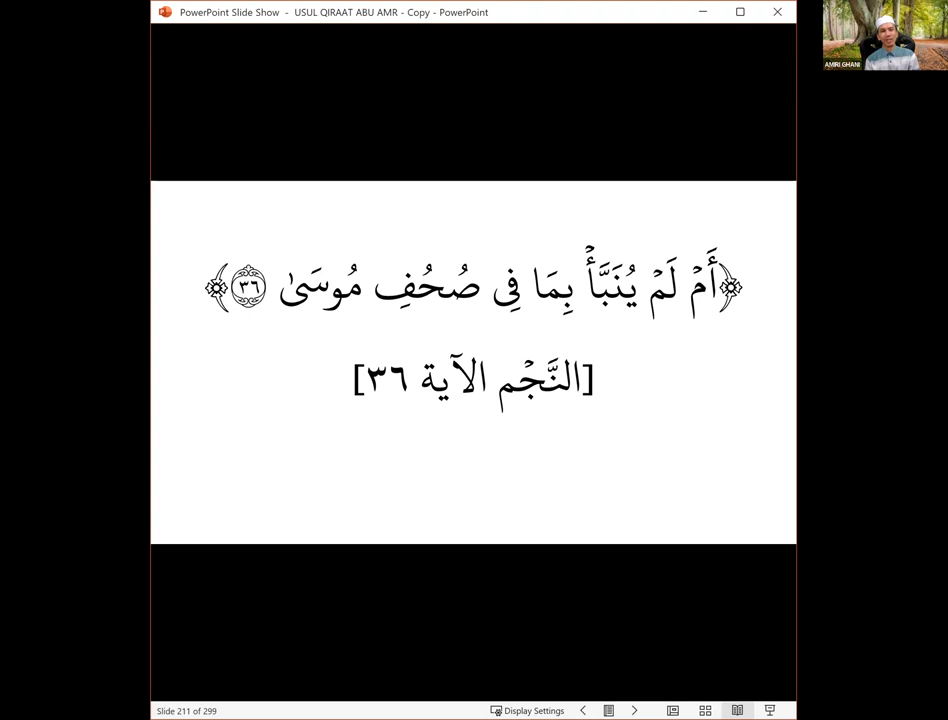 PowerPoint Slide Show - USUL QIRAAT ABU AMR - Copy - PowerPoint
AMIRI GHANI
﴿أَمۡ لَمۡ يُنَبَّأۡ بِمَا فِي صُحُفِ مُوسَىٰ ٣٦﴾
[النَّجۡم الآية ٣٦]
Slide 211 of 299
Display Settings